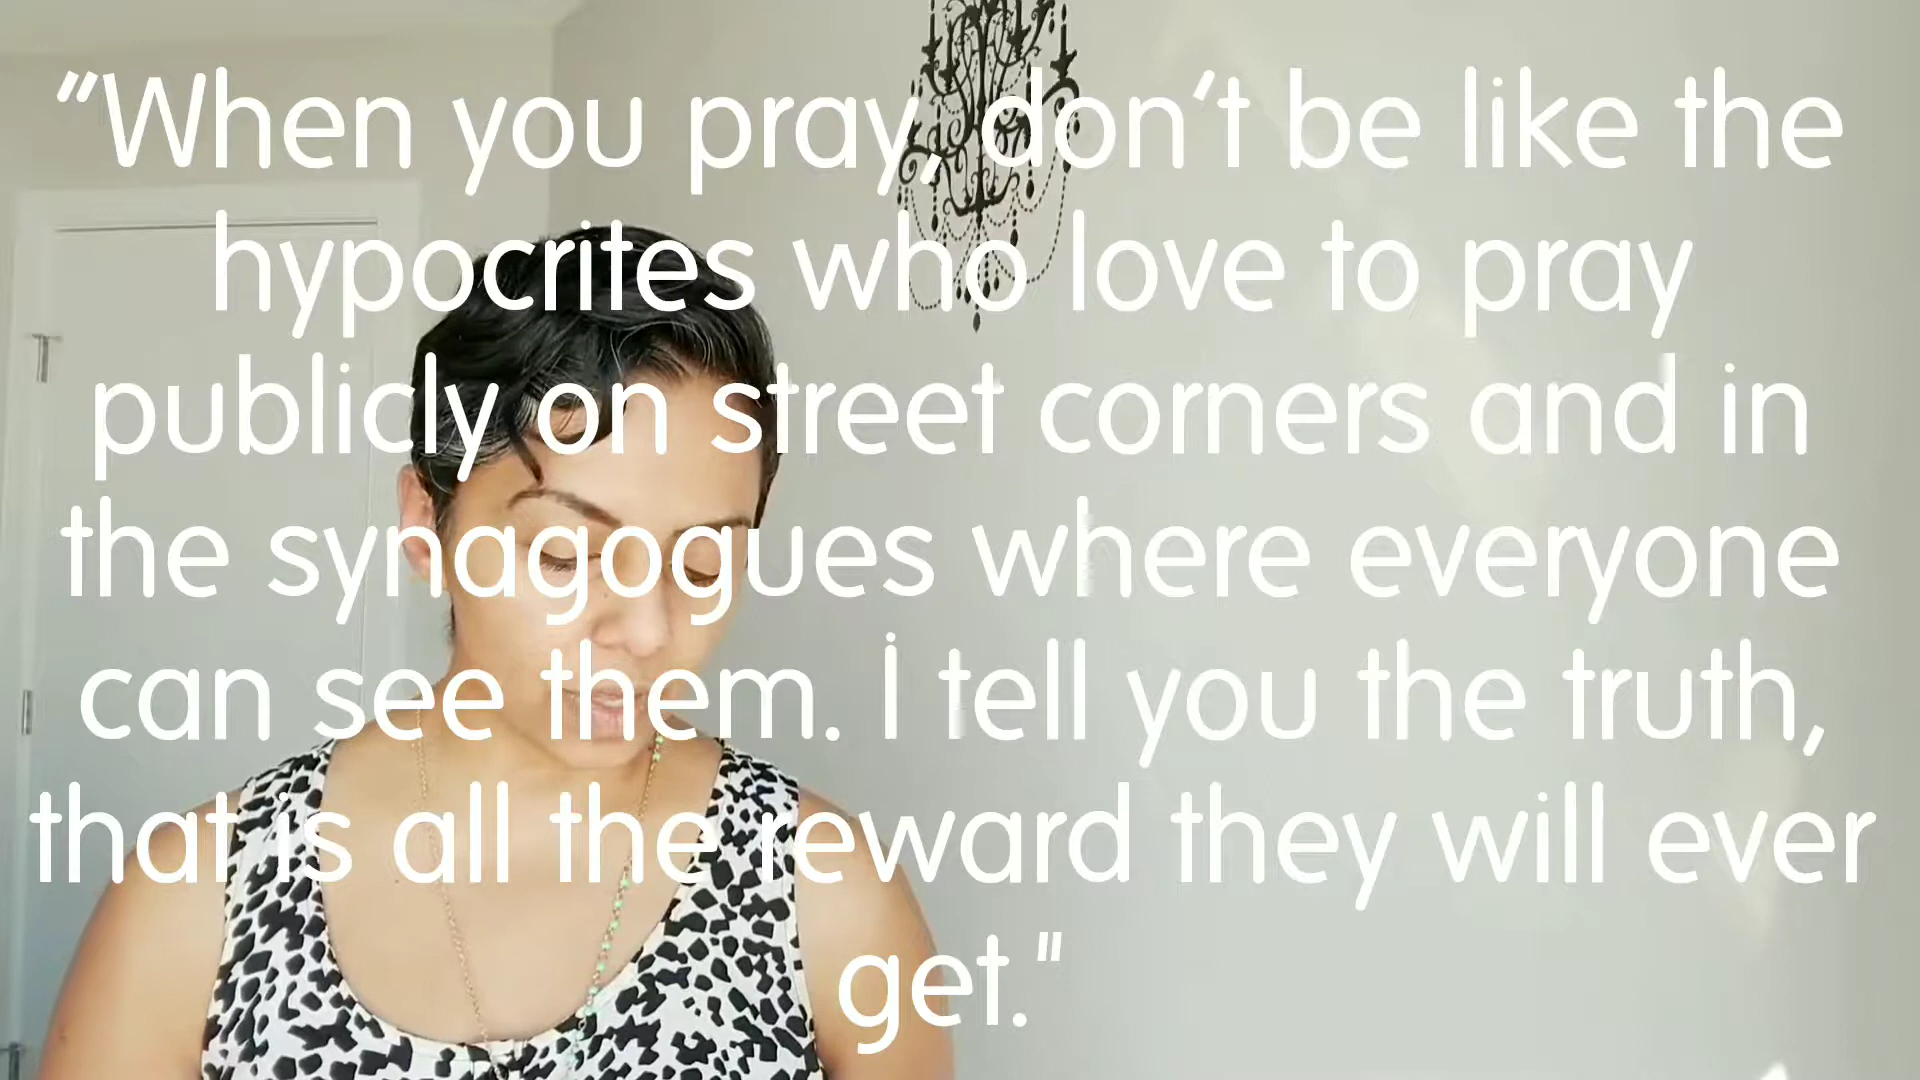 "When you pray, don't be like the
hypocrites who love to pray
publicly on street corners and in
the synagogues where everyone
can see them. I tell you the truth,
that is all the reward they will ever
get."